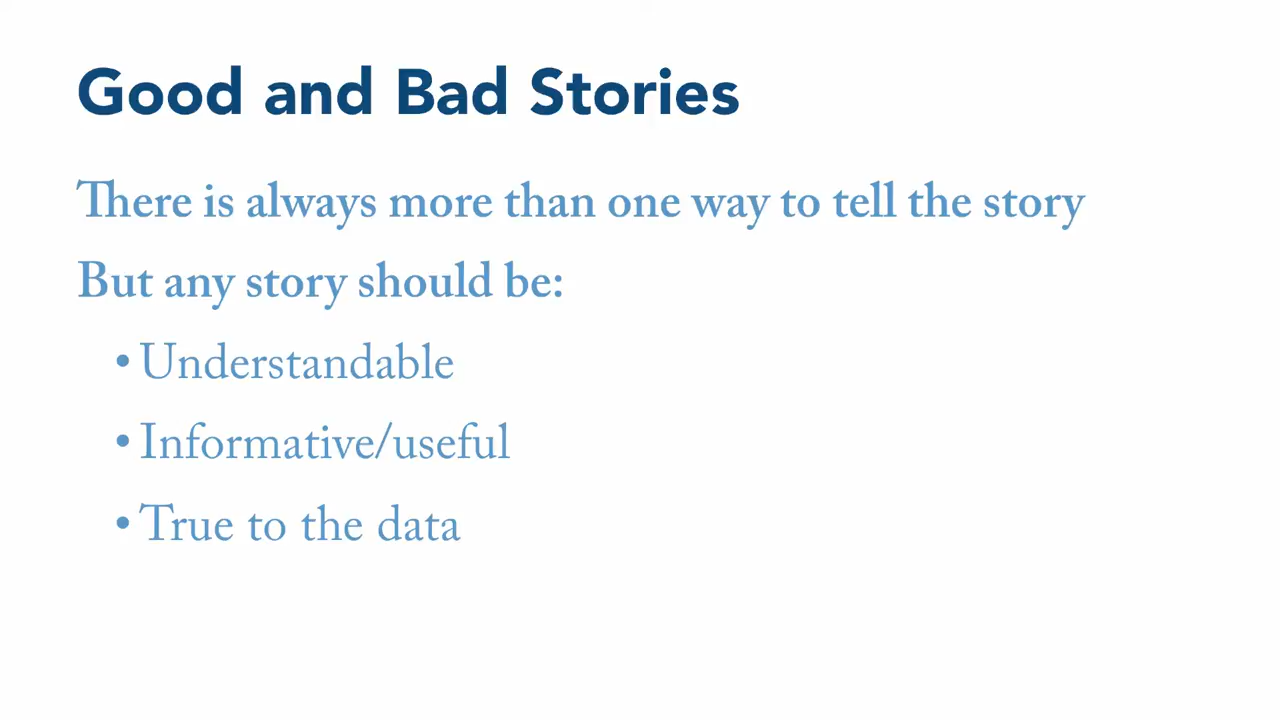 Good and Bad Stories
There is always more than one way to tell the story
But any story should be:
• Understandable
• Informative/useful
• True to the data